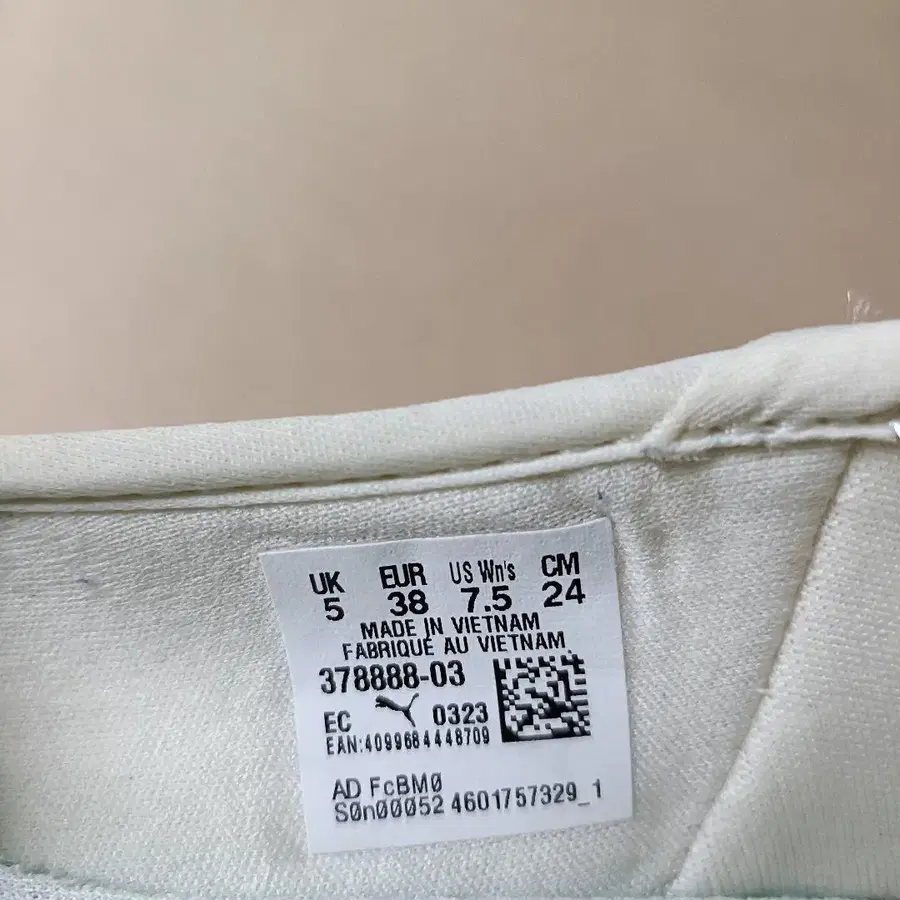 UK EUR US Wn's CM
5 38 7.5 24
MADE IN VIETNAM
FABRIQUÉ AU VIETNAM
378888-03
EC 0323
EAN:4099684448709
AD FcBM0
S0n00052 4601757329_1